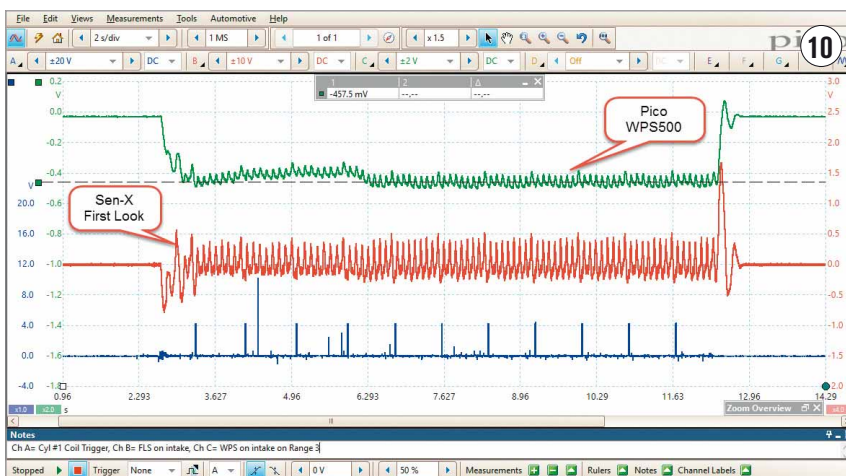 File Edit Views Measurements Tools Automotive Help
2 s/div 1 MS 1 of 1 x 1.5 pico 10
A ±20 V DC B ±10 V DC C ±2 V DC D Off DC E F G
1 2 Δ
-457.5 mV --,-- --,--
0.2 3.0
V V
0.0 2.5
-0.2 2.0
-0.4 1.5
V -0.6 1.0
20.0
16.0 -0.8 0.5
12.0 -1.0 0.0
8.0 -1.2 -0.5
4.0 -1.4 -1.0
0.0 -1.6 -1.5
-4.0 -1.8 2.0
Pico
WPS500
Sen-X
First Look
0.96 2.293 3.627 4.96 6.293 7.627 8.96 10.29 11.63 12.96 14.29
x1.0 x2.0 s Zoom Overview x4.0
Notes
Ch A= Cyl #1 Coil Trigger, Ch B= FLS on intake, Ch C= WPS on intake on Range 3
Stopped Trigger None A 0 V 50 % Measurements Rulers Notes Channel Labels